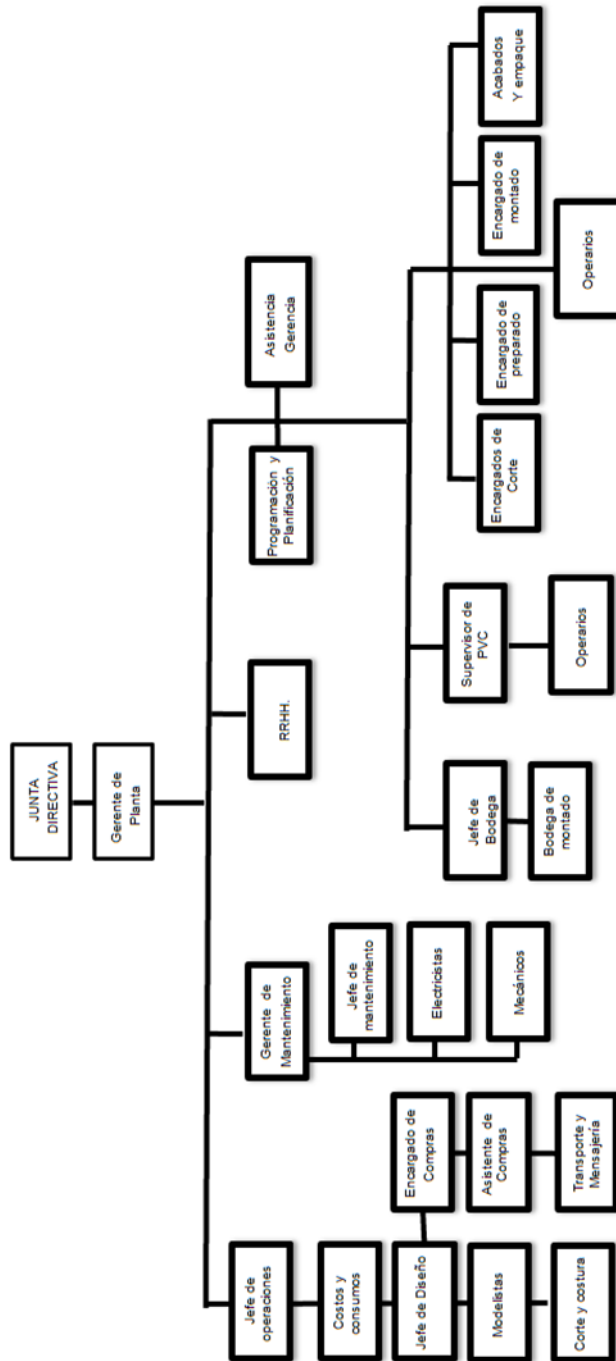 JUNTA
DIRECTIVA
Gerente de
Planta
Jefe de
operaciones
Costos y
consumos
Jefe de Diseño
Modelistas
Corte y costura
Encargado de
Compras
Asistente de
Compras
Transporte y
Mensajería
Gerente de
Mantenimiento
Jefe de
mantenimiento
Electricistas
Mecánicos
RRHH.
Programación y
Planificación
Asistencia
Gerencia
Jefe de
Bodega
Bodega de
montado
Supervisor de
PVC
Operarios
Encargados de
Corte
Encargado de
preparado
Encargado de
montado
Acabados
Y empaque
Operarios